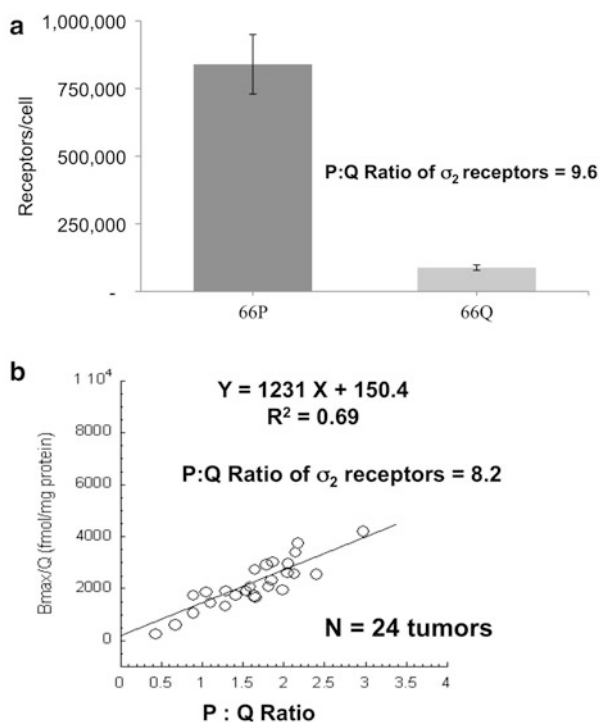 a
1,000,000
750,000
500,000
250,000
-
Receptors/cell
P:Q Ratio of σ₂ receptors = 9.6
66P
66Q
b
Y = 1231 X + 150.4
R² = 0.69
P:Q Ratio of σ₂ receptors = 8.2
Bmax/Q (fmol/mg protein)
1 10⁴
8000
6000
4000
2000
0
N = 24 tumors
0 0.5 1 1.5 2 2.5 3 3.5 4
P : Q Ratio